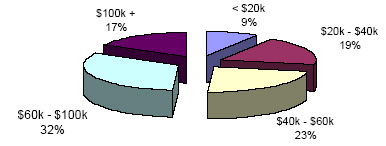 < $20k
9%
$20k - $40k
19%
$40k - $60k
23%
$60k - $100k
32%
$100k +
17%